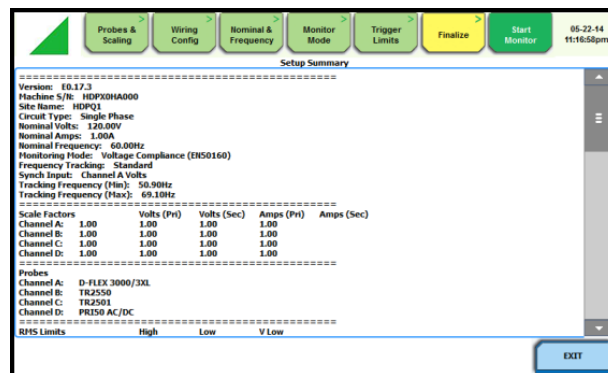 Probes & Scaling
Wiring Config
Nominal & Frequency
Monitor Mode
Trigger Limits
Finalize
Start Monitor
05-22-14
11:16:58pm
Setup Summary
================================================
Version: E0.17.3
Machine S/N: HDPX0HA000
Site Name: HDPQ1
Circuit Type: Single Phase
Nominal Volts: 120.00V
Nominal Amps: 1.00A
Nominal Frequency: 60.00Hz
Monitoring Mode: Voltage Compliance (EN50160)
Frequency Tracking: Standard
Synch Input: Channel A Volts
Tracking Frequency (Min): 50.90Hz
Tracking Frequency (Max): 69.10Hz
================================================
Scale Factors Volts (Pri) Volts (Sec) Amps (Pri) Amps (Sec)
Channel A: 1.00 1.00 1.00 1.00
Channel B: 1.00 1.00 1.00 1.00
Channel C: 1.00 1.00 1.00 1.00
Channel D: 1.00 1.00 1.00 1.00
================================================
Probes
Channel A: D-FLEX 3000/3XL
Channel B: TR2550
Channel C: TR2501
Channel D: PR150 AC/DC
================================================
RMS Limits High Low V Low
EXIT